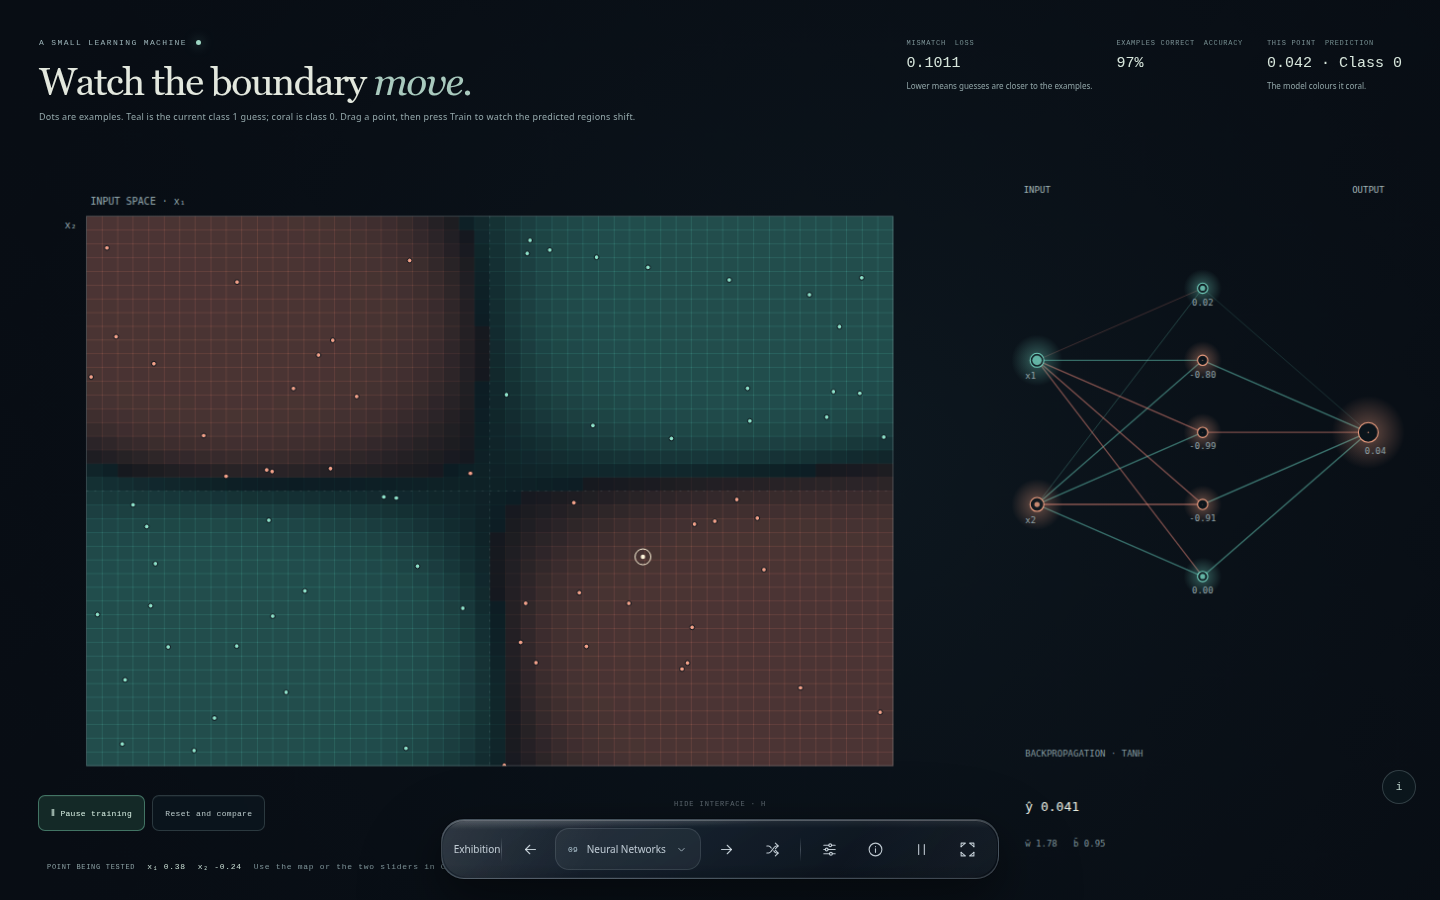 A SMALL LEARNING MACHINE
Watch the boundary move.
Dots are examples. Teal is the current class 1 guess; coral is class 0. Drag a point, then press Train to watch the predicted regions shift.
MISMATCH LOSS
0.1011
Lower means guesses are closer to the examples.
EXAMPLES CORRECT ACCURACY
97%
THIS POINT PREDICTION
0.042 · Class 0
The model colours it coral.
INPUT SPACE · x₁
x₂
INPUT
OUTPUT
0.02
x1
-0.80
-0.99
0.04
x2
-0.91
0.00
BACKPROPAGATION · TANH
ŷ 0.041
w̄ 1.78 b̄ 0.95
i
Pause training
Reset and compare
HIDE INTERFACE · H
POINT BEING TESTED x₁ 0.38 x₂ -0.24 Use the map or the two sliders in
Exhibition
09 Neural Networks